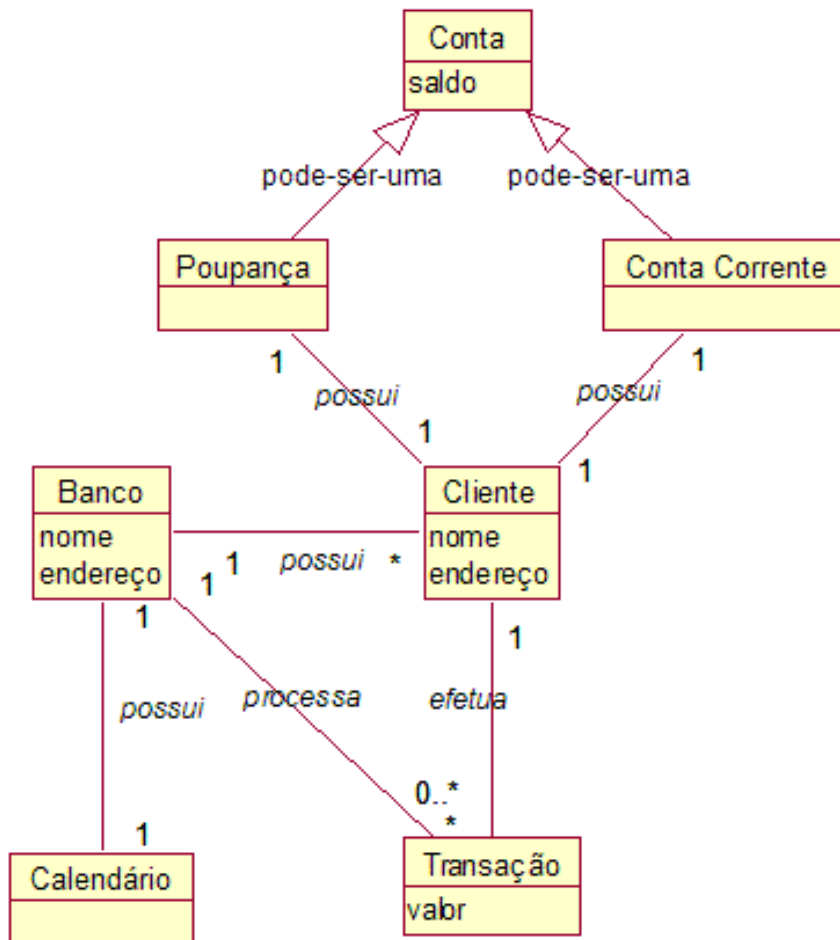 Conta
saldo
pode-ser-uma
pode-ser-uma
Poupança
Conta Corrente
1
1
possui
possui
1
1
Banco
nome
endereço
Cliente
nome
endereço
1
possui
*
1
1
1
possui
processa
efetua
0..*
*
1
Calendário
Transação
valor